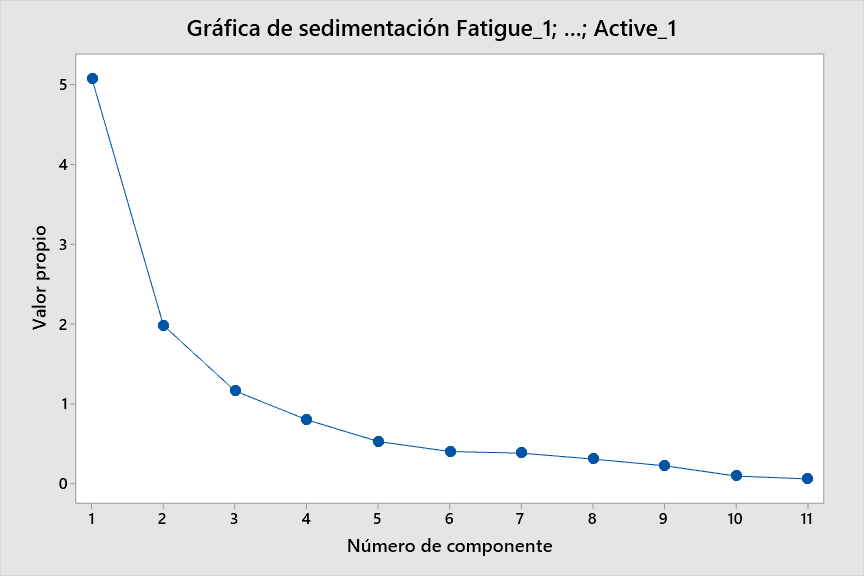 Gráfica de sedimentación Fatigue_1; ...; Active_1
5
4
3
2
1
0
Valor propio
1 2 3 4 5 6 7 8 9 10 11
Número de componente